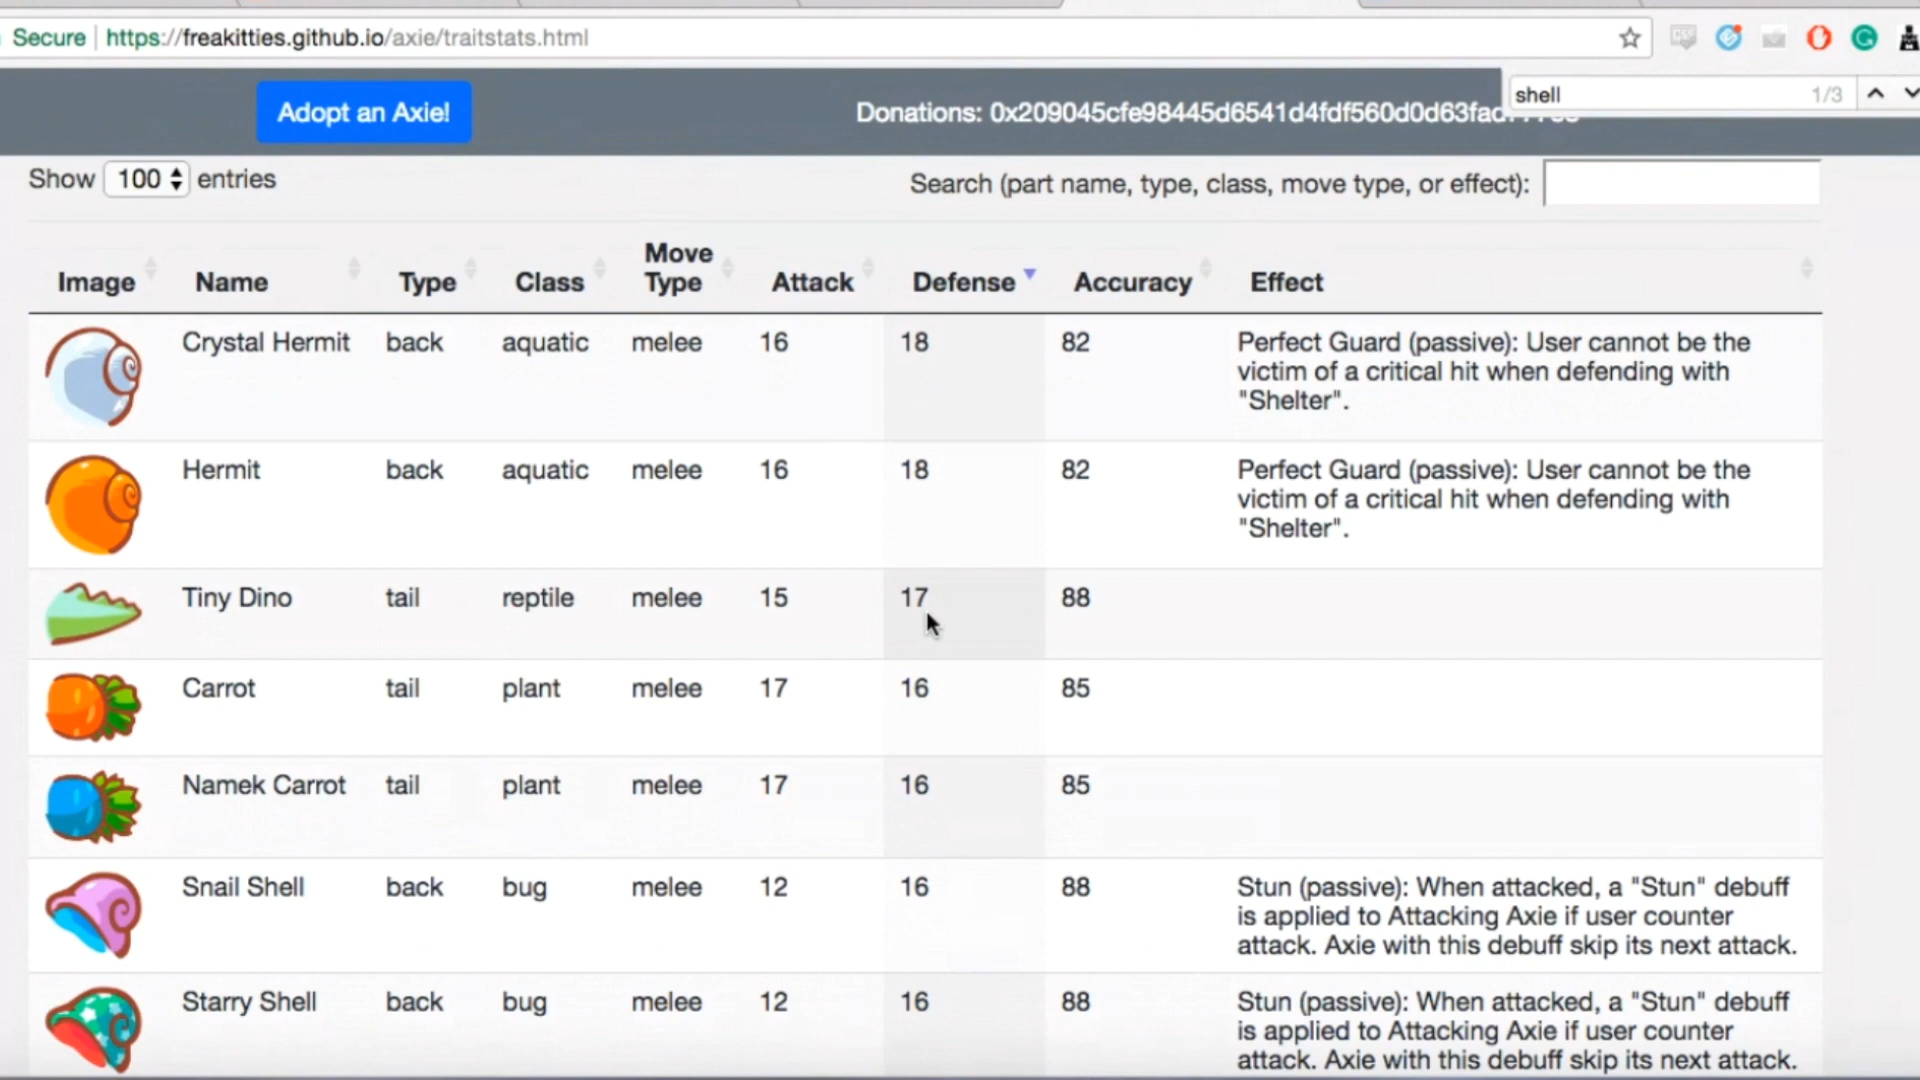 Secure | https://freakitties.github.io/axie/traitstats.html
shell 1/3
Adopt an Axie! Donations: 0x209045cfe98445d6541d4fdf560d0d63fad
Show 100 entries Search (part name, type, class, move type, or effect):
Image Name Type Class Move Type Attack Defense Accuracy Effect
Crystal Hermit back aquatic melee 16 18 82 Perfect Guard (passive): User cannot be the
victim of a critical hit when defending with
"Shelter".
Hermit back aquatic melee 16 18 82 Perfect Guard (passive): User cannot be the
victim of a critical hit when defending with
"Shelter".
Tiny Dino tail reptile melee 15 17 88
Carrot tail plant melee 17 16 85
Namek Carrot tail plant melee 17 16 85
Snail Shell back bug melee 12 16 88 Stun (passive): When attacked, a "Stun" debuff
is applied to Attacking Axie if user counter
attack. Axie with this debuff skip its next attack.
Starry Shell back bug melee 12 16 88 Stun (passive): When attacked, a "Stun" debuff
is applied to Attacking Axie if user counter
attack. Axie with this debuff skip its next attack.